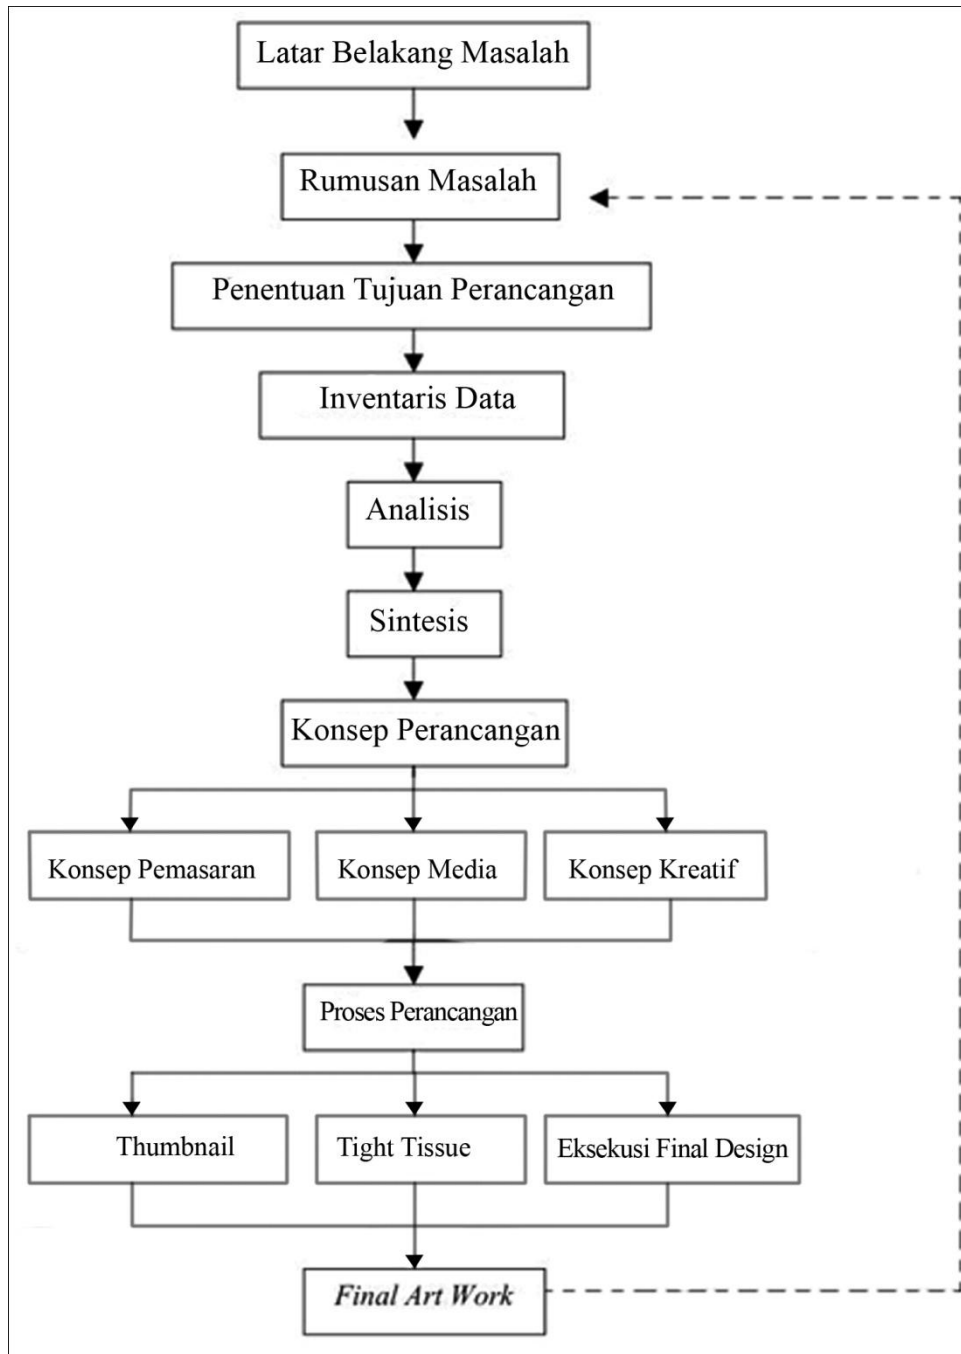 Latar Belakang Masalah
Rumusan Masalah
Penentuan Tujuan Perancangan
Inventaris Data
Analisis
Sintesis
Konsep Perancangan
Konsep Pemasaran
Konsep Media
Konsep Kreatif
Proses Perancangan
Thumbnail
Tight Tissue
Eksekusi Final Design
Final Art Work